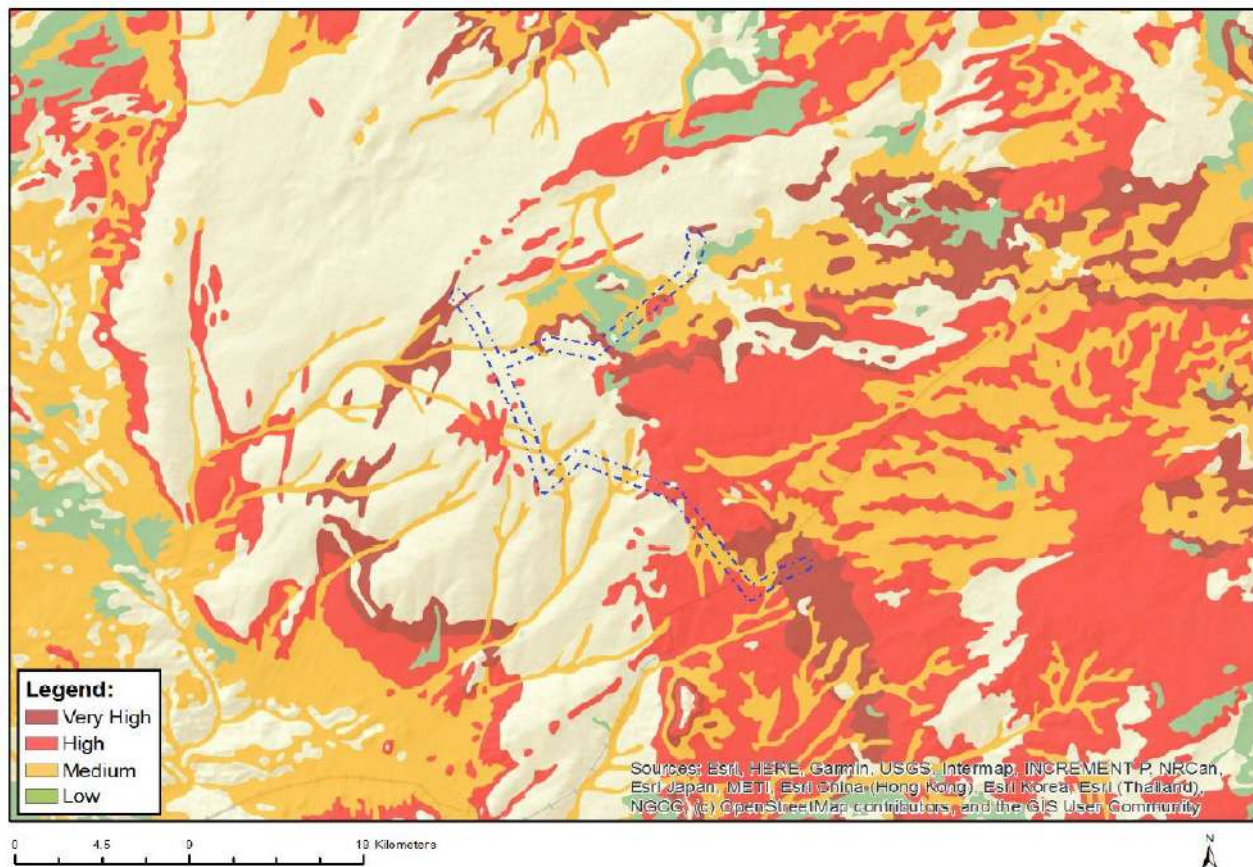 Legend:
Very High
High
Medium
Low
Sources: Esri, HERE, Garmin, USGS, Intermap, INCREMENT P, NRCan,
Esri Japan, METI, Esri China (Hong Kong), Esri Korea, Esri (Thailand),
NGCC, (c) OpenStreetMap contributors, and the GIS User Community
0 4.5 9 18 Kilometers
N